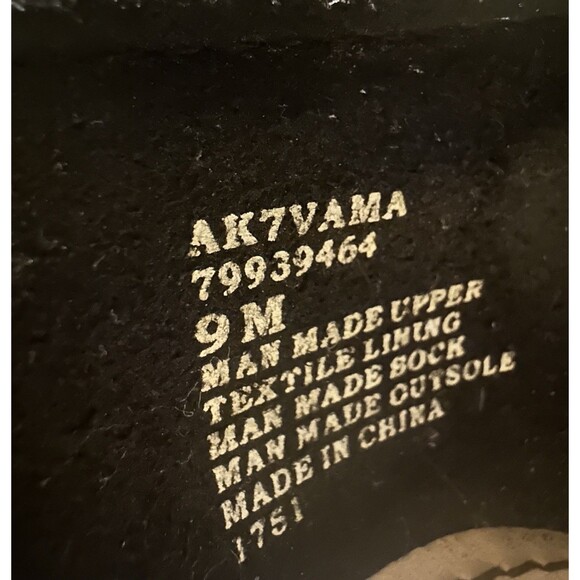 AK7VAMA
79939464
9M
MAN MADE UPPER
TEXTILE LINING
MAN MADE SOCK
MAN MADE OUTSOLE
MADE IN CHINA
1751